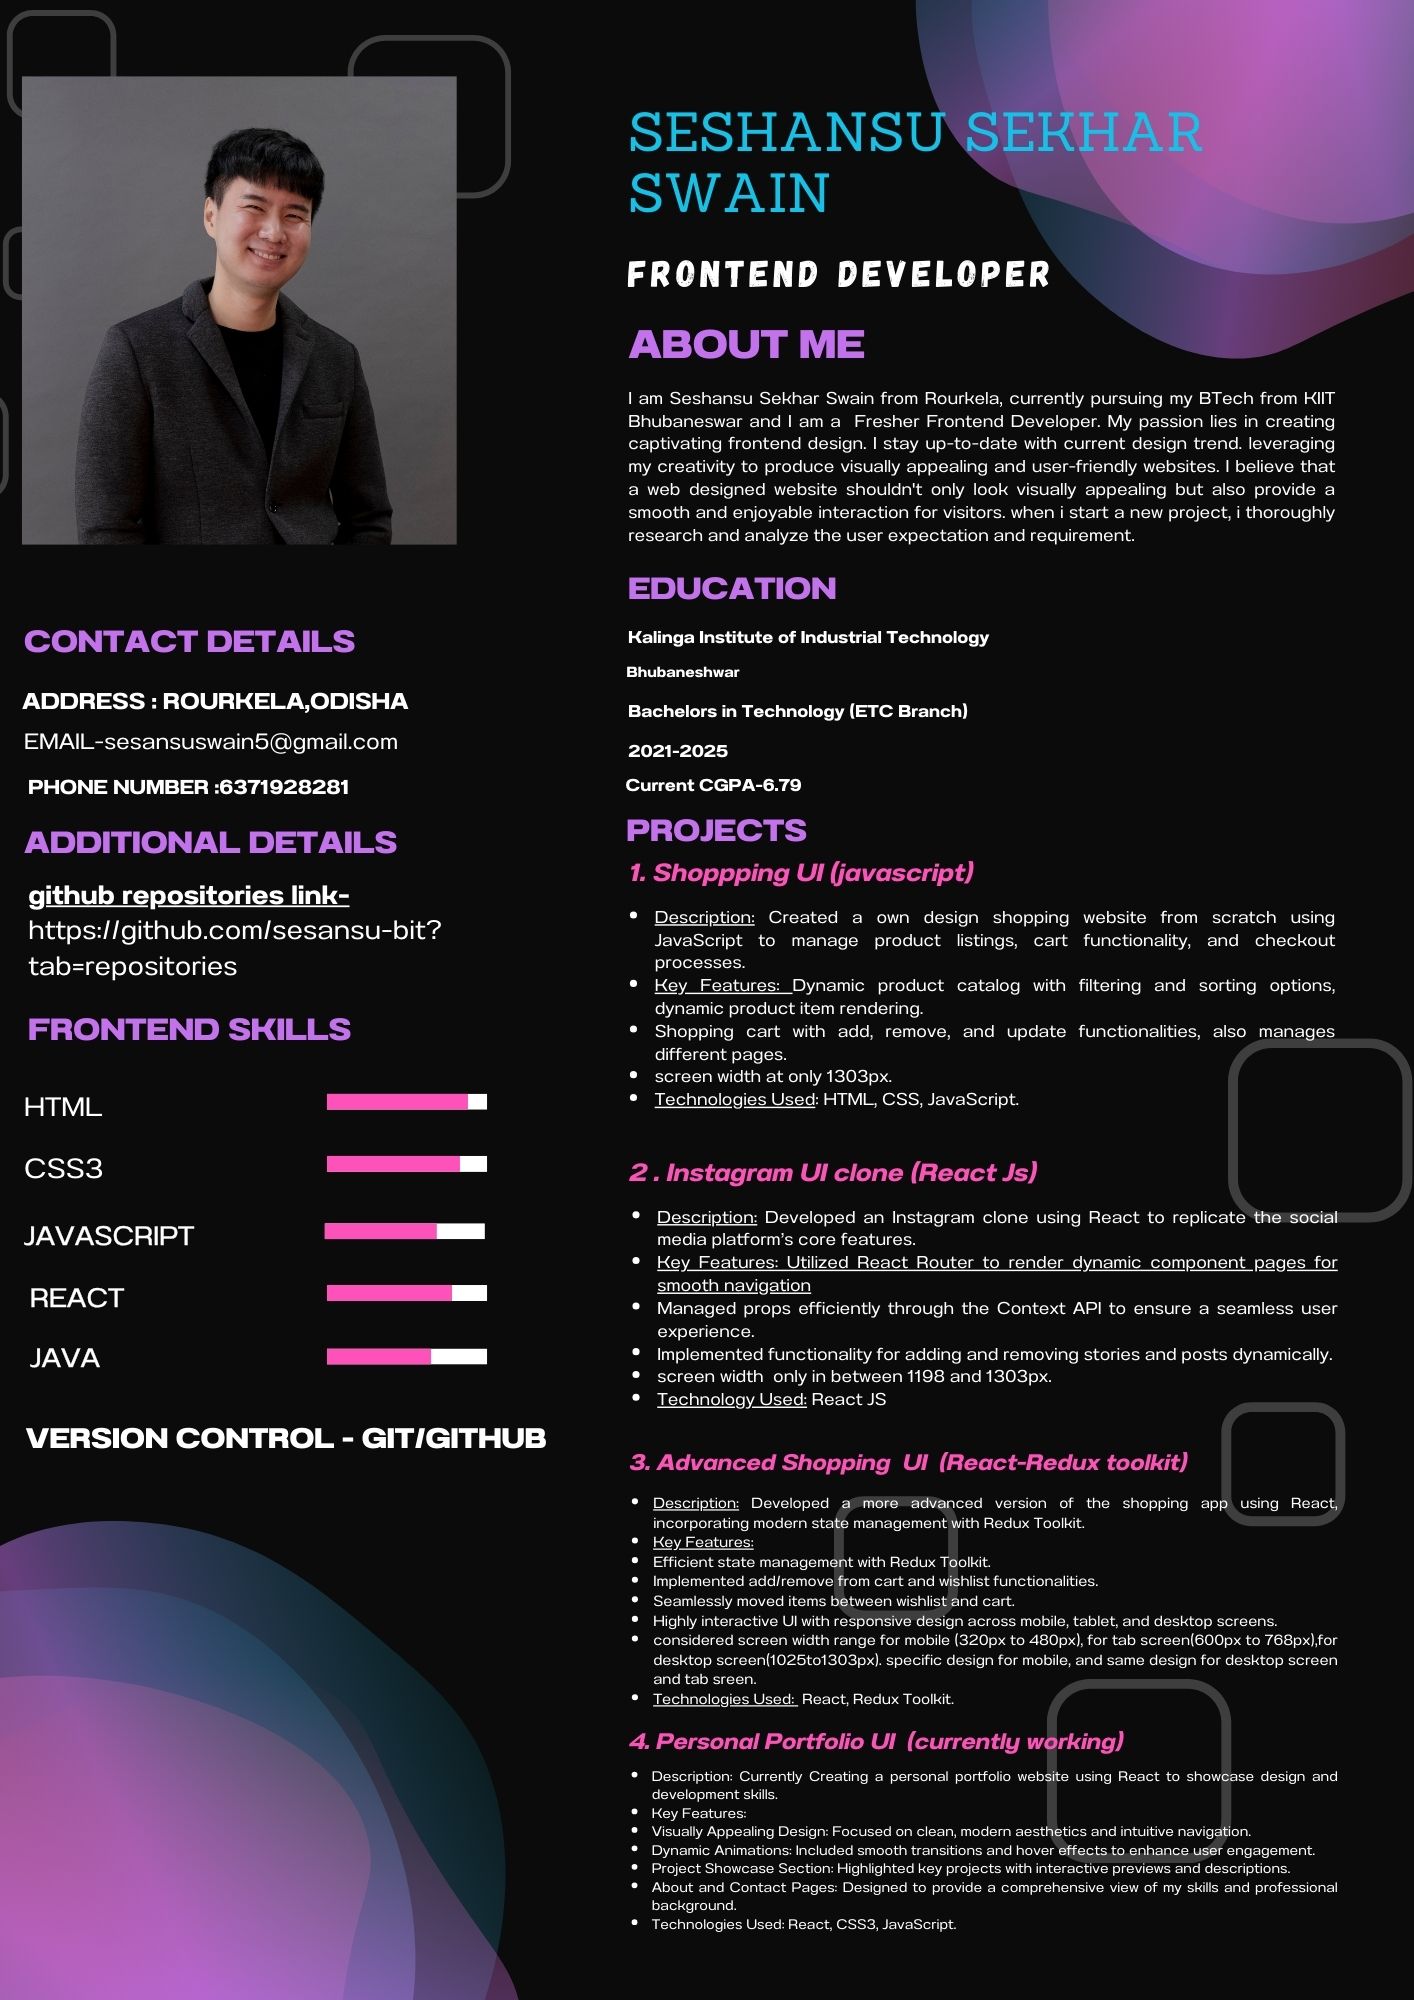 SESHANSU SEKHAR
SWAIN
FRONTEND DEVELOPER
ABOUT ME
I am Seshansu Sekhar Swain from Rourkela, currently pursuing my BTech from KIIT
Bhubaneswar and I am a  Fresher Frontend Developer. My passion lies in creating
captivating frontend design. I stay up-to-date with current design trend. leveraging
my creativity to produce visually appealing and user-friendly websites. I believe that
a web designed website shouldn't only look visually appealing but also provide a
smooth and enjoyable interaction for visitors. when i start a new project, i thoroughly
research and analyze the user expectation and requirement.
EDUCATION
Kalinga Institute of Industrial Technology
Bhubaneshwar
Bachelors in Technology (ETC Branch)
2021-2025
Current CGPA-6.79
CONTACT DETAILS
ADDRESS : ROURKELA,ODISHA
EMAIL-sesansuswain5@gmail.com
PHONE NUMBER :6371928281
ADDITIONAL DETAILS
github repositories link-
https://github.com/sesansu-bit?
tab=repositories
FRONTEND SKILLS
HTML
CSS3
JAVASCRIPT
REACT
JAVA
VERSION CONTROL - GIT/GITHUB
PROJECTS
1. Shoppping UI (javascript)
• Description: Created a own design shopping website from scratch using
JavaScript to manage product listings, cart functionality, and checkout
processes.
• Key Features: Dynamic product catalog with filtering and sorting options,
dynamic product item rendering.
• Shopping cart with add, remove, and update functionalities, also manages
different pages.
• screen width at only 1303px.
• Technologies Used: HTML, CSS, JavaScript.
2 . Instagram UI clone (React Js)
• Description: Developed an Instagram clone using React to replicate the social
media platform's core features.
• Key Features: Utilized React Router to render dynamic component pages for
smooth navigation
• Managed props efficiently through the Context API to ensure a seamless user
experience.
• Implemented functionality for adding and removing stories and posts dynamically.
• screen width  only in between 1198 and 1303px.
• Technology Used: React JS
3. Advanced Shopping  UI  (React-Redux toolkit)
• Description: Developed a more advanced version of the shopping app using React,
incorporating modern state management with Redux Toolkit.
• Key Features:
• Efficient state management with Redux Toolkit.
• Implemented add/remove from cart and wishlist functionalities.
• Seamlessly moved items between wishlist and cart.
• Highly interactive UI with responsive design across mobile, tablet, and desktop screens.
• considered screen width range for mobile (320px to 480px), for tab screen(600px to 768px),for
desktop screen(1025to1303px). specific design for mobile, and same design for desktop screen
and tab sreen.
• Technologies Used:  React, Redux Toolkit.
4. Personal Portfolio UI  (currently working)
• Description: Currently Creating a personal portfolio website using React to showcase design and
development skills.
• Key Features:
• Visually Appealing Design: Focused on clean, modern aesthetics and intuitive navigation.
• Dynamic Animations: Included smooth transitions and hover effects to enhance user engagement.
• Project Showcase Section: Highlighted key projects with interactive previews and descriptions.
• About and Contact Pages: Designed to provide a comprehensive view of my skills and professional
background.
• Technologies Used: React, CSS3, JavaScript.